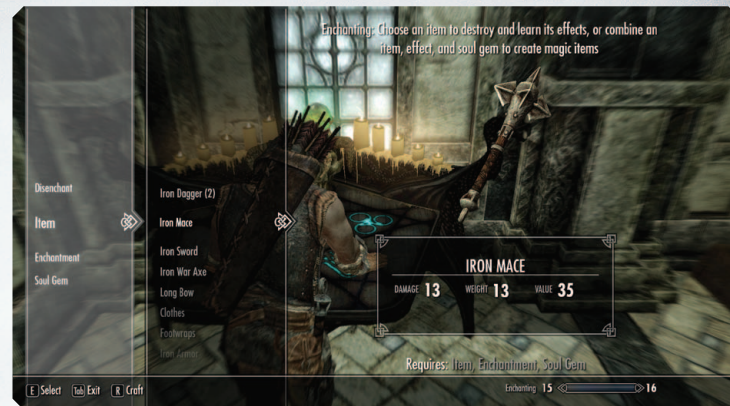 Enchanting: Choose an item to destroy and learn its effects, or combine an
item, effect, and soul gem to create magic items
Disenchant
Item
Enchantment
Soul Gem
Iron Dagger (2)
Iron Mace
Iron Sword
Iron War Axe
Long Bow
Clothes
Footwraps
Iron Armor
IRON MACE
DAMAGE 13 WEIGHT 13 VALUE 35
Requires: Item, Enchantment, Soul Gem
E Select Tab Exit R Craft
Enchanting 15 16